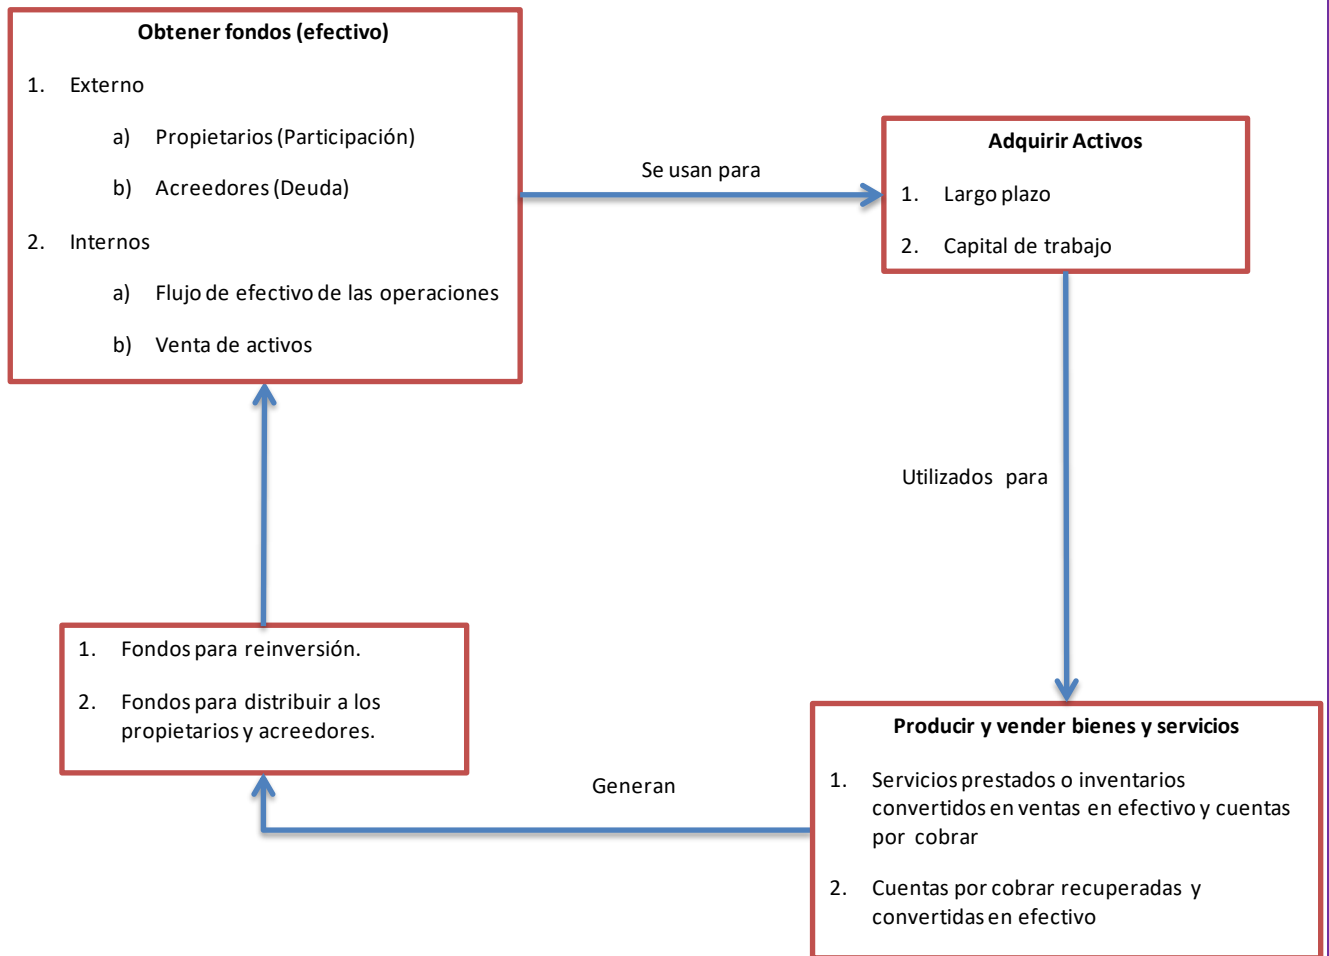 Obtener fondos (efectivo)
1. Externo
a) Propietarios (Participación)
b) Acreedores (Deuda)
2. Internos
a) Flujo de efectivo de las operaciones
b) Venta de activos
Se usan para
Adquirir Activos
1. Largo plazo
2. Capital de trabajo
Utilizados para
Producir y vender bienes y servicios
1. Servicios prestados o inventarios
convertidos en ventas en efectivo y cuentas
por cobrar
2. Cuentas por cobrar recuperadas y
convertidas en efectivo
Generan
1. Fondos para reinversión.
2. Fondos para distribuir a los
propietarios y acreedores.